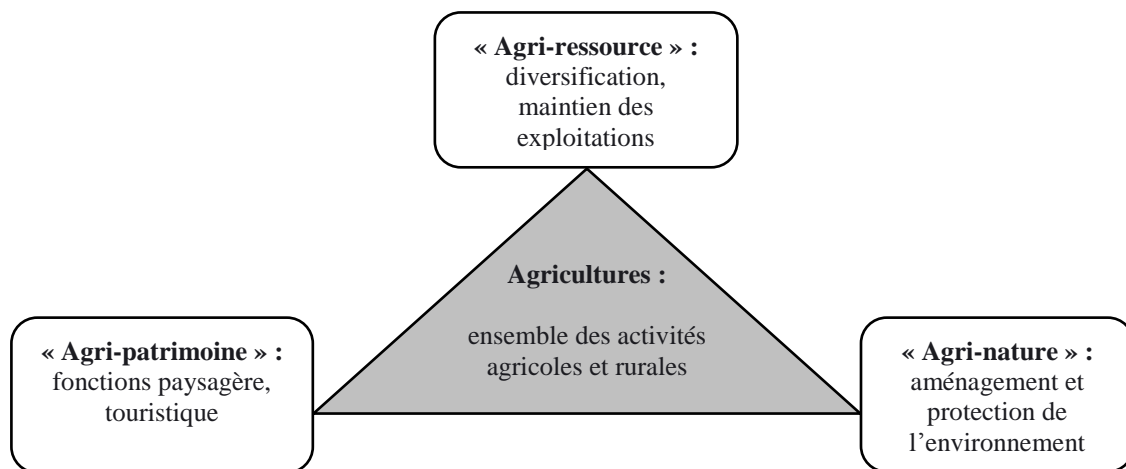 « Agri-ressource » :
diversification,
maintien des
exploitations
Agricultures :
ensemble des activités
agricoles et rurales
« Agri-patrimoine » :
fonctions paysagère,
touristique
« Agri-nature » :
aménagement et
protection de
l’environnement